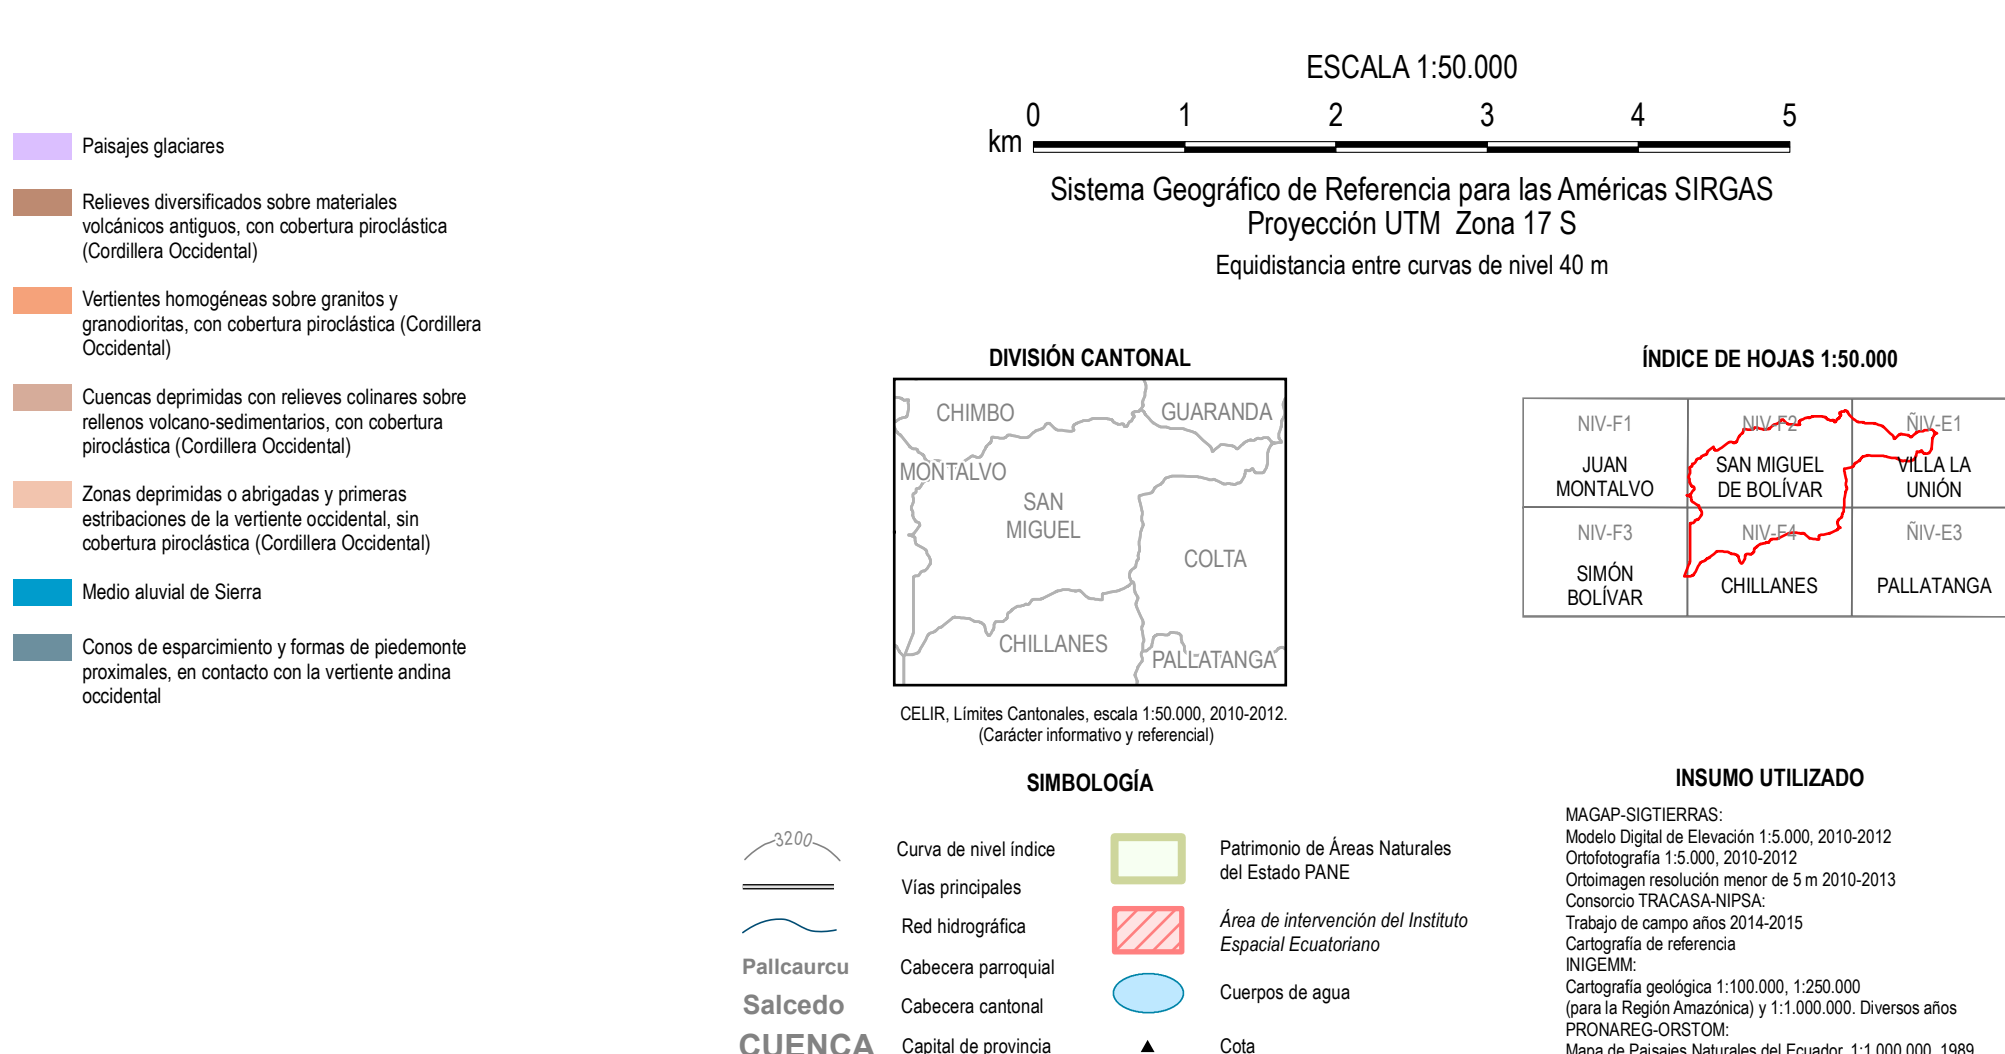 Paisajes glaciares
Relieves diversificados sobre materiales
volcánicos antiguos, con cobertura piroclástica
(Cordillera Occidental)
Vertientes homogéneas sobre granitos y
granodioritas, con cobertura piroclástica (Cordillera
Occidental)
Cuencas deprimidas con relieves colinares sobre
rellenos volcano-sedimentarios, con cobertura
piroclástica (Cordillera Occidental)
Zonas deprimidas o abrigadas y primeras
estribaciones de la vertiente occidental, sin
cobertura piroclástica (Cordillera Occidental)
Medio aluvial de Sierra
Conos de esparcimiento y formas de piedemonte
proximales, en contacto con la vertiente andina
occidental
ESCALA 1:50.000
0 1 2 3 4 5
km
Sistema Geográfico de Referencia para las Américas SIRGAS
Proyección UTM Zona 17 S
Equidistancia entre curvas de nivel 40 m
DIVISIÓN CANTONAL
CHIMBO
GUARANDA
MONTALVO
SAN
MIGUEL
COLTA
CHILLANES
PALLATANGA
CELIR, Límites Cantonales, escala 1:50.000, 2010-2012.
(Carácter informativo y referencial)
ÍNDICE DE HOJAS 1:50.000
NIV-F1
JUAN
MONTALVO
NIV-F2
SAN MIGUEL
DE BOLÍVAR
ÑIV-E1
VILLA LA
UNIÓN
NIV-F3
SIMÓN
BOLÍVAR
NIV-F4
CHILLANES
ÑIV-E3
PALLATANGA
SIMBOLOGÍA
3200
Curva de nivel índice
Vías principales
Red hidrográfica
Pallcaurcu
Cabecera parroquial
Salcedo
Cabecera cantonal
CUENCA
Capital de provincia
Patrimonio de Áreas Naturales
del Estado PANE
Área de intervención del Instituto
Espacial Ecuatoriano
Cuerpos de agua
Cota
INSUMO UTILIZADO
MAGAP-SIGTIERRAS:
Modelo Digital de Elevación 1:5.000, 2010-2012
Ortofotografía 1:5.000, 2010-2012
Ortoimagen resolución menor de 5 m 2010-2013
Consorcio TRACASA-NIPSA:
Trabajo de campo años 2014-2015
Cartografía de referencia
INIGEMM:
Cartografía geológica 1:100.000, 1:250.000
(para la Región Amazónica) y 1:1.000.000. Diversos años
PRONAREG-ORSTOM:
Mapa de Paisajes Naturales del Ecuador, 1:1.000.000, 1989